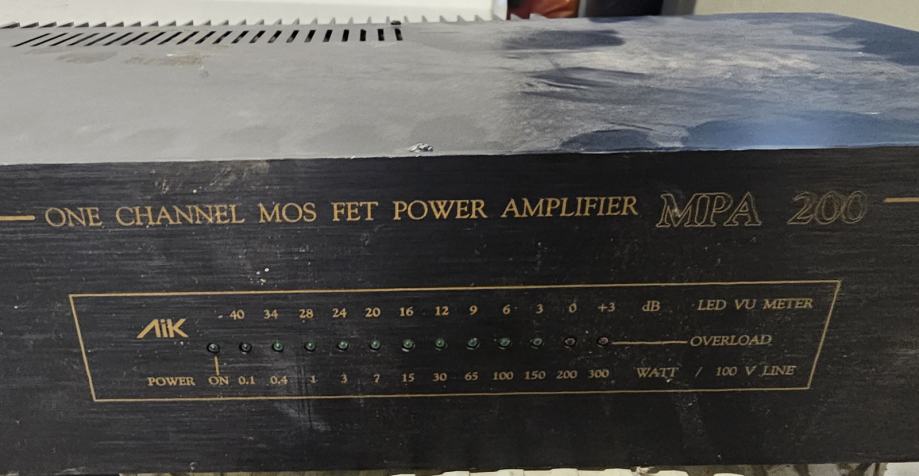 ONE CHANNEL MOS FET POWER AMPLIFIER MPA 200
- 40 34 28 24 20 16 12 9 6 3 0 +3 dB LED VU METER
AiK
OVERLOAD
POWER ON 0.1 0.4 1 3 7 15 30 65 100 150 200 300 WATT / 100 V LINE